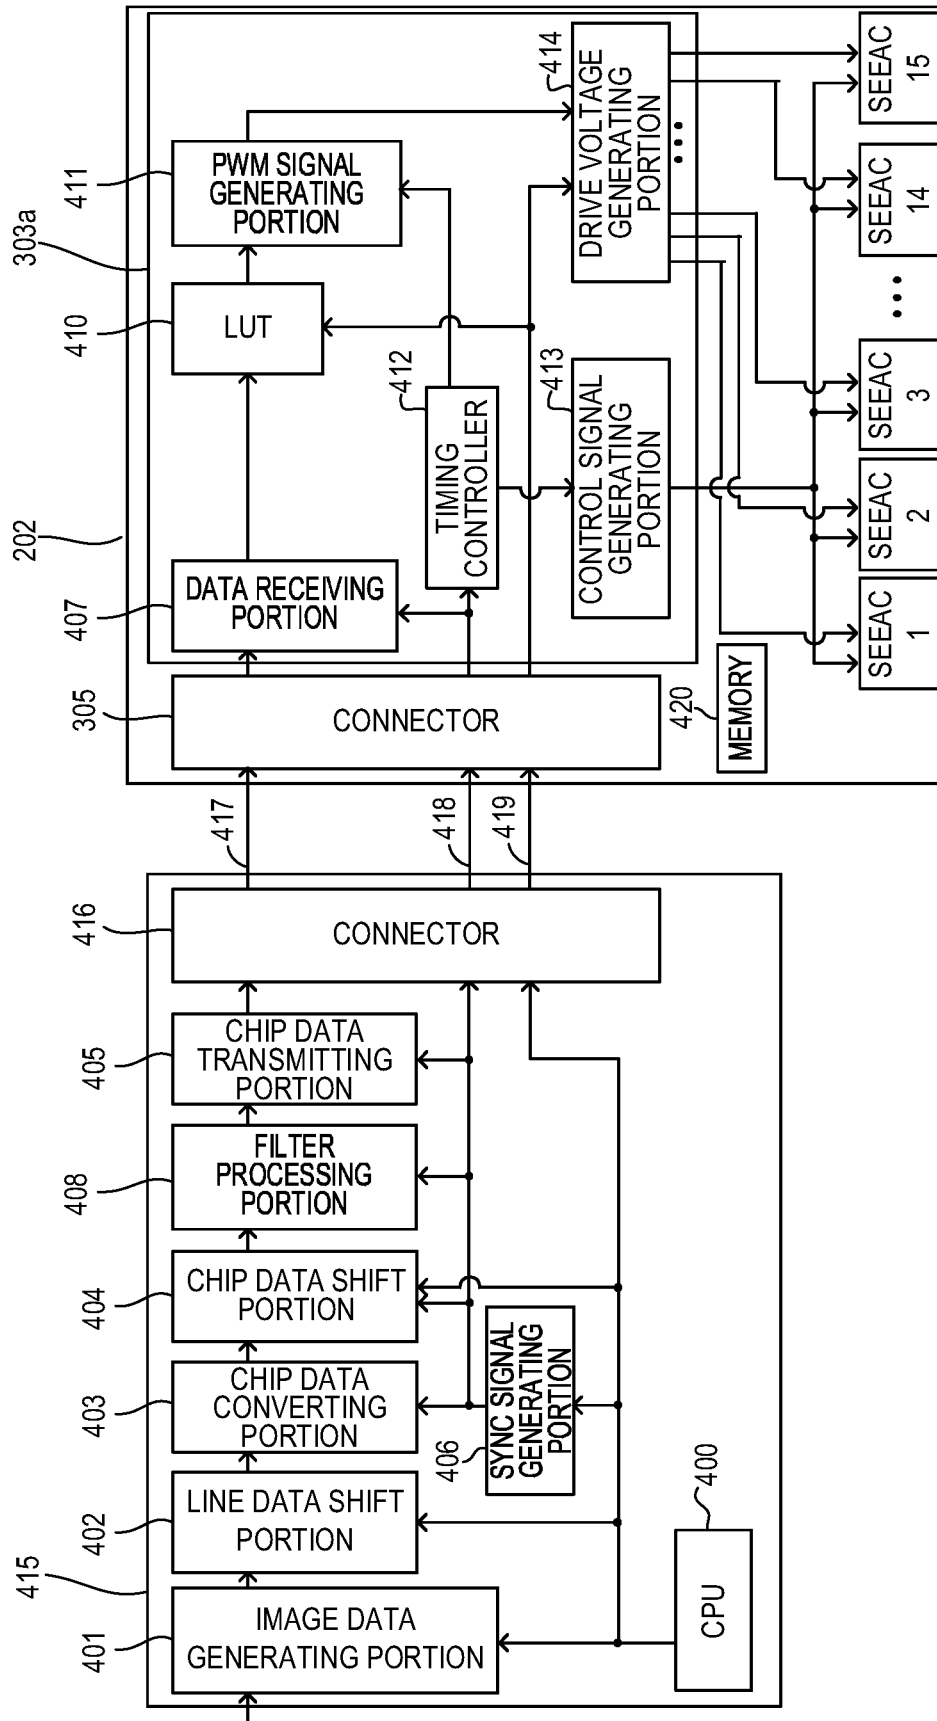 415
401
IMAGE DATA
GENERATING PORTION
402
LINE DATA SHIFT
PORTION
403
CHIP DATA
CONVERTING
PORTION
404
CHIP DATA SHIFT
PORTION
408
FILTER
PROCESSING
PORTION
405
CHIP DATA
TRANSMITTING
PORTION
406
SYNC SIGNAL
GENERATING
PORTION
400
CPU
416
CONNECTOR
417
418
419
202
305
CONNECTOR
303a
407
DATA RECEIVING
PORTION
410
LUT
411
PWM SIGNAL
GENERATING
PORTION
412
TIMING
CONTROLLER
413
CONTROL SIGNAL
GENERATING
PORTION
414
DRIVE VOLTAGE
GENERATING
PORTION
...
420
MEMORY
SEEAC
1
SEEAC
2
SEEAC
3
...
SEEAC
14
SEEAC
15